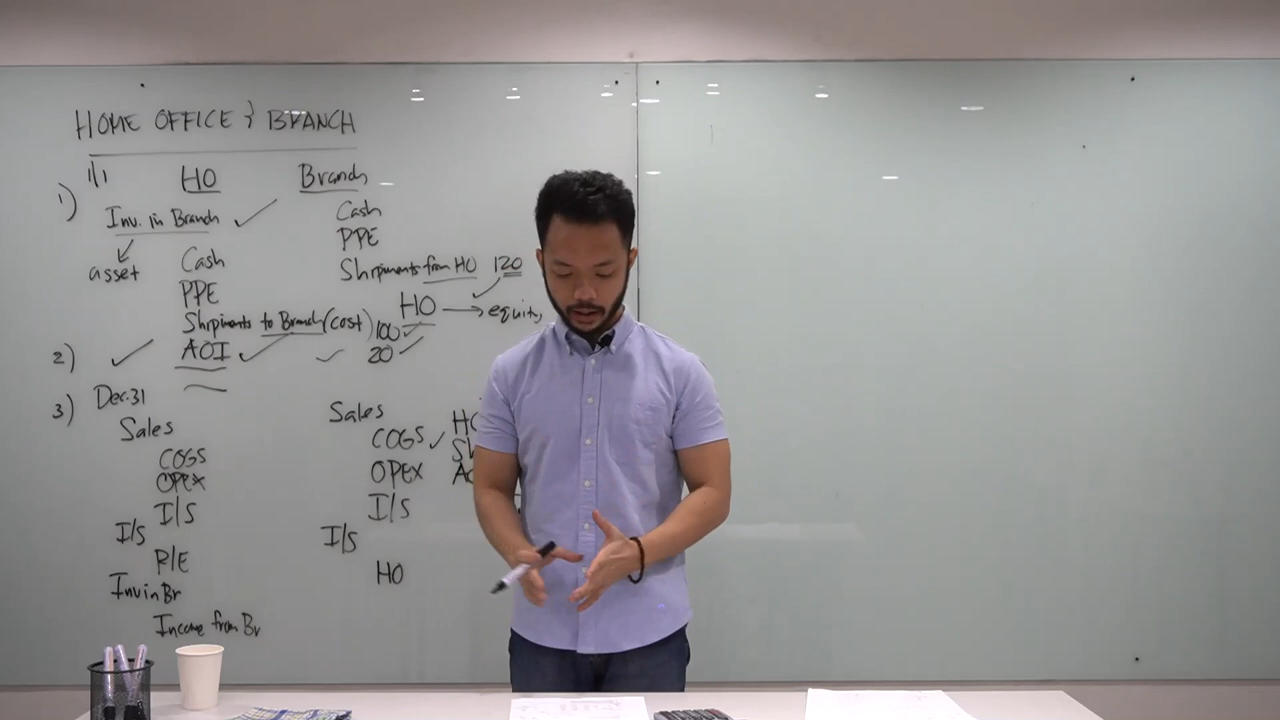 HOME OFFICE & BRANCH
1/1 HO Branch
1)
Inv. in Branch ✓ Cash
PPE
asset Cash Shipments from HO 120
PPE HO → equity
Shipments to Branch (cost) 100 ✓
2) ✓ AOI ✓ ✓ 20 ✓
3) Dec. 31
Sales Sales
COGS COGS ✓
OPEX OPEX
I/S I/S
I/S I/S
R/E HO
Inv in Br
Income from Br